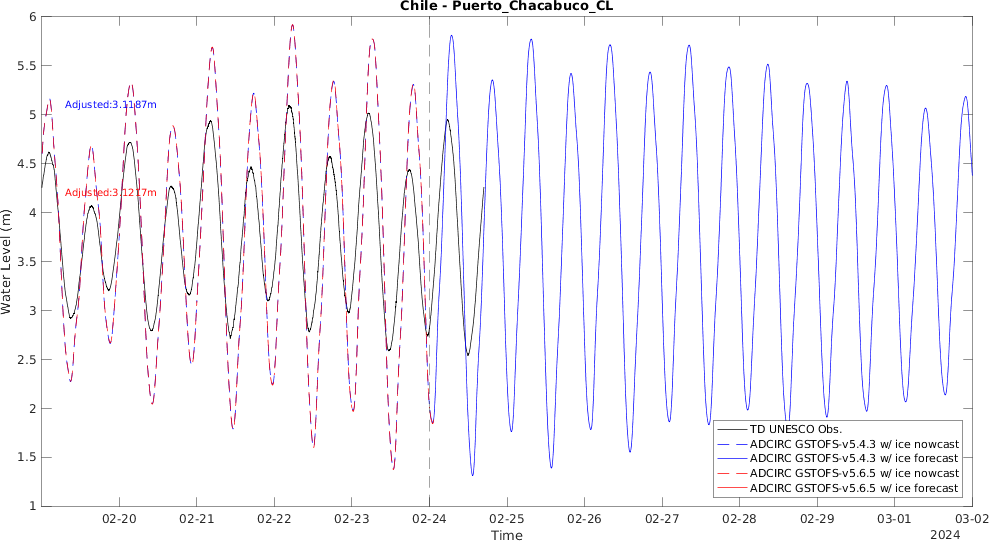 Chile - Puerto_Chacabuco_CL
6
5.5
5
4.5
4
3.5
3
2.5
2
1.5
1
Water Level (m)
Adjusted:3.1187m
Adjusted:3.1217m
TD UNESCO Obs.
ADCIRC GSTOFS-v5.4.3 w/ ice nowcast
ADCIRC GSTOFS-v5.4.3 w/ ice forecast
ADCIRC GSTOFS-v5.6.5 w/ ice nowcast
ADCIRC GSTOFS-v5.6.5 w/ ice forecast
02-20 02-21 02-22 02-23 02-24 02-25 02-26 02-27 02-28 02-29 03-01 03-02
Time
2024